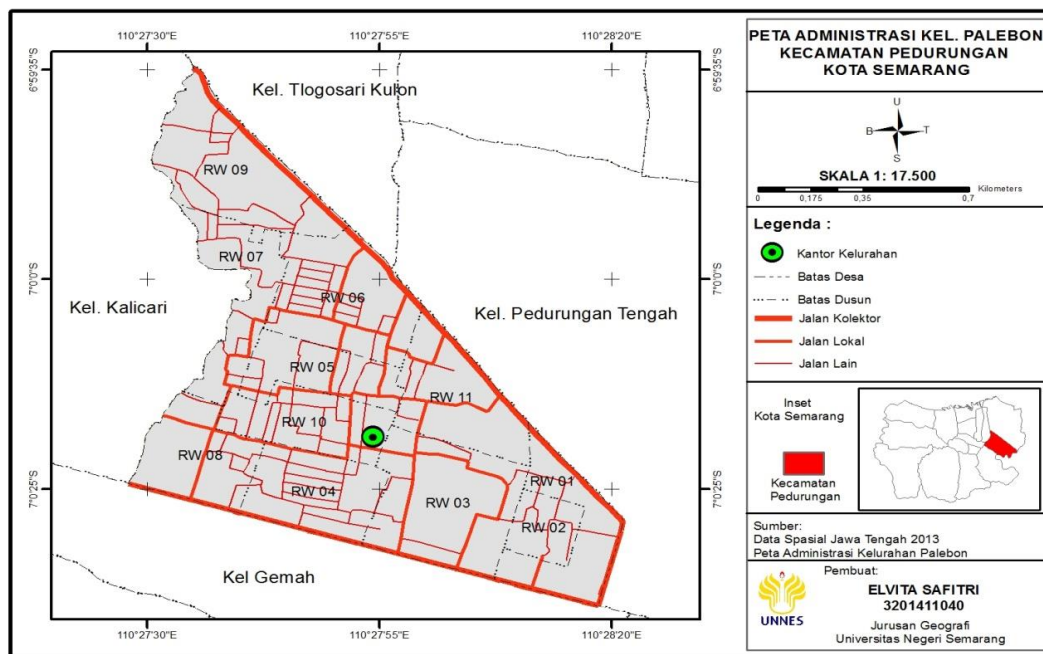 110°27'30"E
110°27'55"E
110°28'20"E
6°59'35"S
6°59'35"S
Kel. Tlogosari Kulon
RW 09
RW 07
7°0'0"S
7°0'0"S
RW 06
Kel. Kalicari
Kel. Pedurungan Tengah
RW 05
RW 11
RW 10
RW 08
RW 04
RW 03
RW 01
RW 02
7°0'25"S
7°0'25"S
Kel Gemah
110°27'30"E
110°27'55"E
110°28'20"E
PETA ADMINISTRASI KEL. PALEBON
KECAMATAN PEDURUNGAN
KOTA SEMARANG
U
B
T
S
SKALA 1: 17.500
Kilometers
0
0,175
0,35
0,7
Legenda :
Kantor Kelurahan
Batas Desa
Batas Dusun
Jalan Kolektor
Jalan Lokal
Jalan Lain
Inset
Kota Semarang
Kecamatan
Pedurungan
Sumber:
Data Spasial Jawa Tengah 2013
Peta Administrasi Kelurahan Palebon
Pembuat:
ELVITA SAFITRI
3201411040
Jurusan Geografi
Universitas Negeri Semarang
UNNES